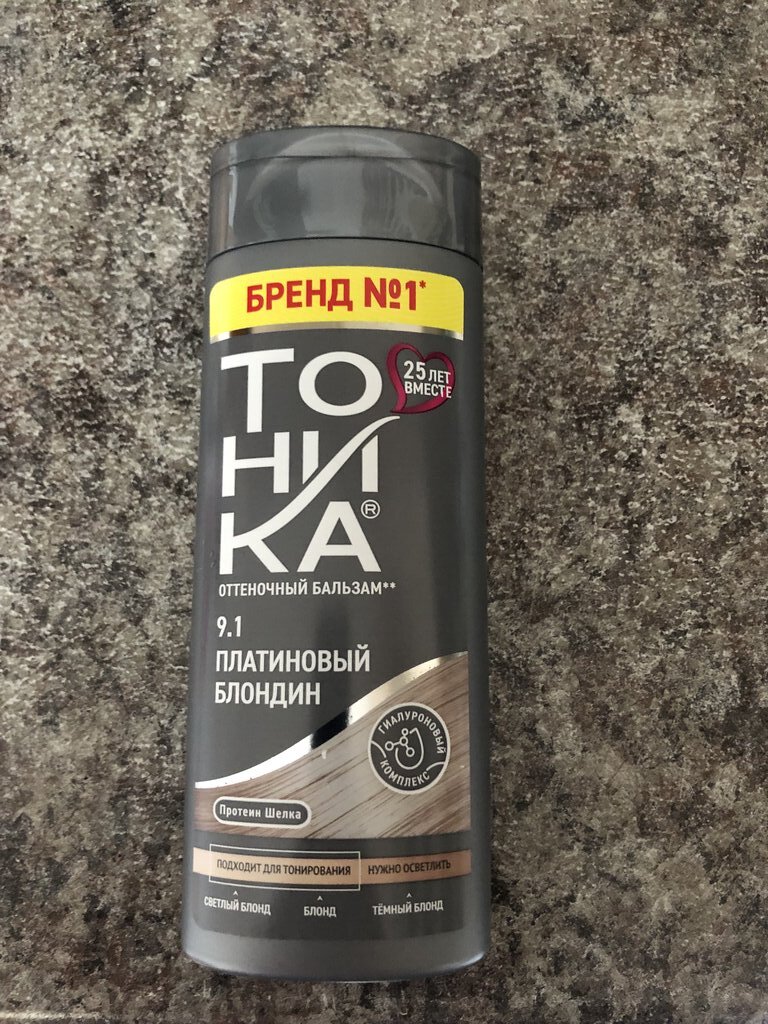 БРЕНД №1*
ТО
НИ
КА®
25 ЛЕТ
ВМЕСТЕ
ОТТЕНОЧНЫЙ БАЛЬЗАМ**
9.1
ПЛАТИНОВЫЙ
БЛОНДИН
ГИАЛУРОНОВЫЙ
КОМПЛЕКС
Протеин Шелка
ПОДХОДИТ ДЛЯ ТОНИРОВАНИЯ НУЖНО ОСВЕТЛИТЬ
СВЕТЛЫЙ БЛОНД БЛОНД ТЁМНЫЙ БЛОНД